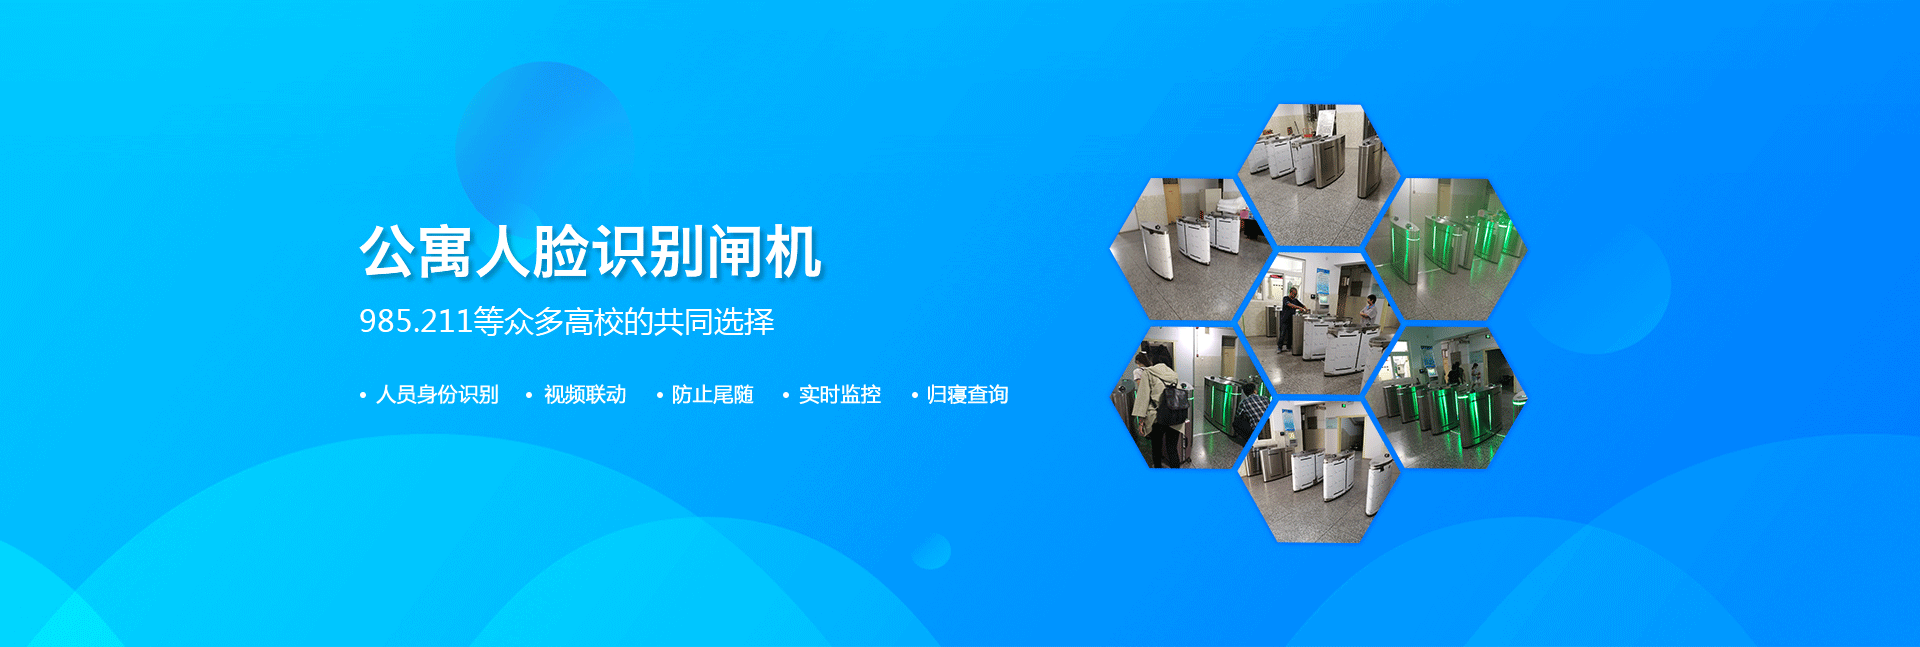 公寓人脸识别闸机
985.211等众多高校的共同选择
• 人员身份识别 • 视频联动 • 防止尾随 • 实时监控 • 归寝查询